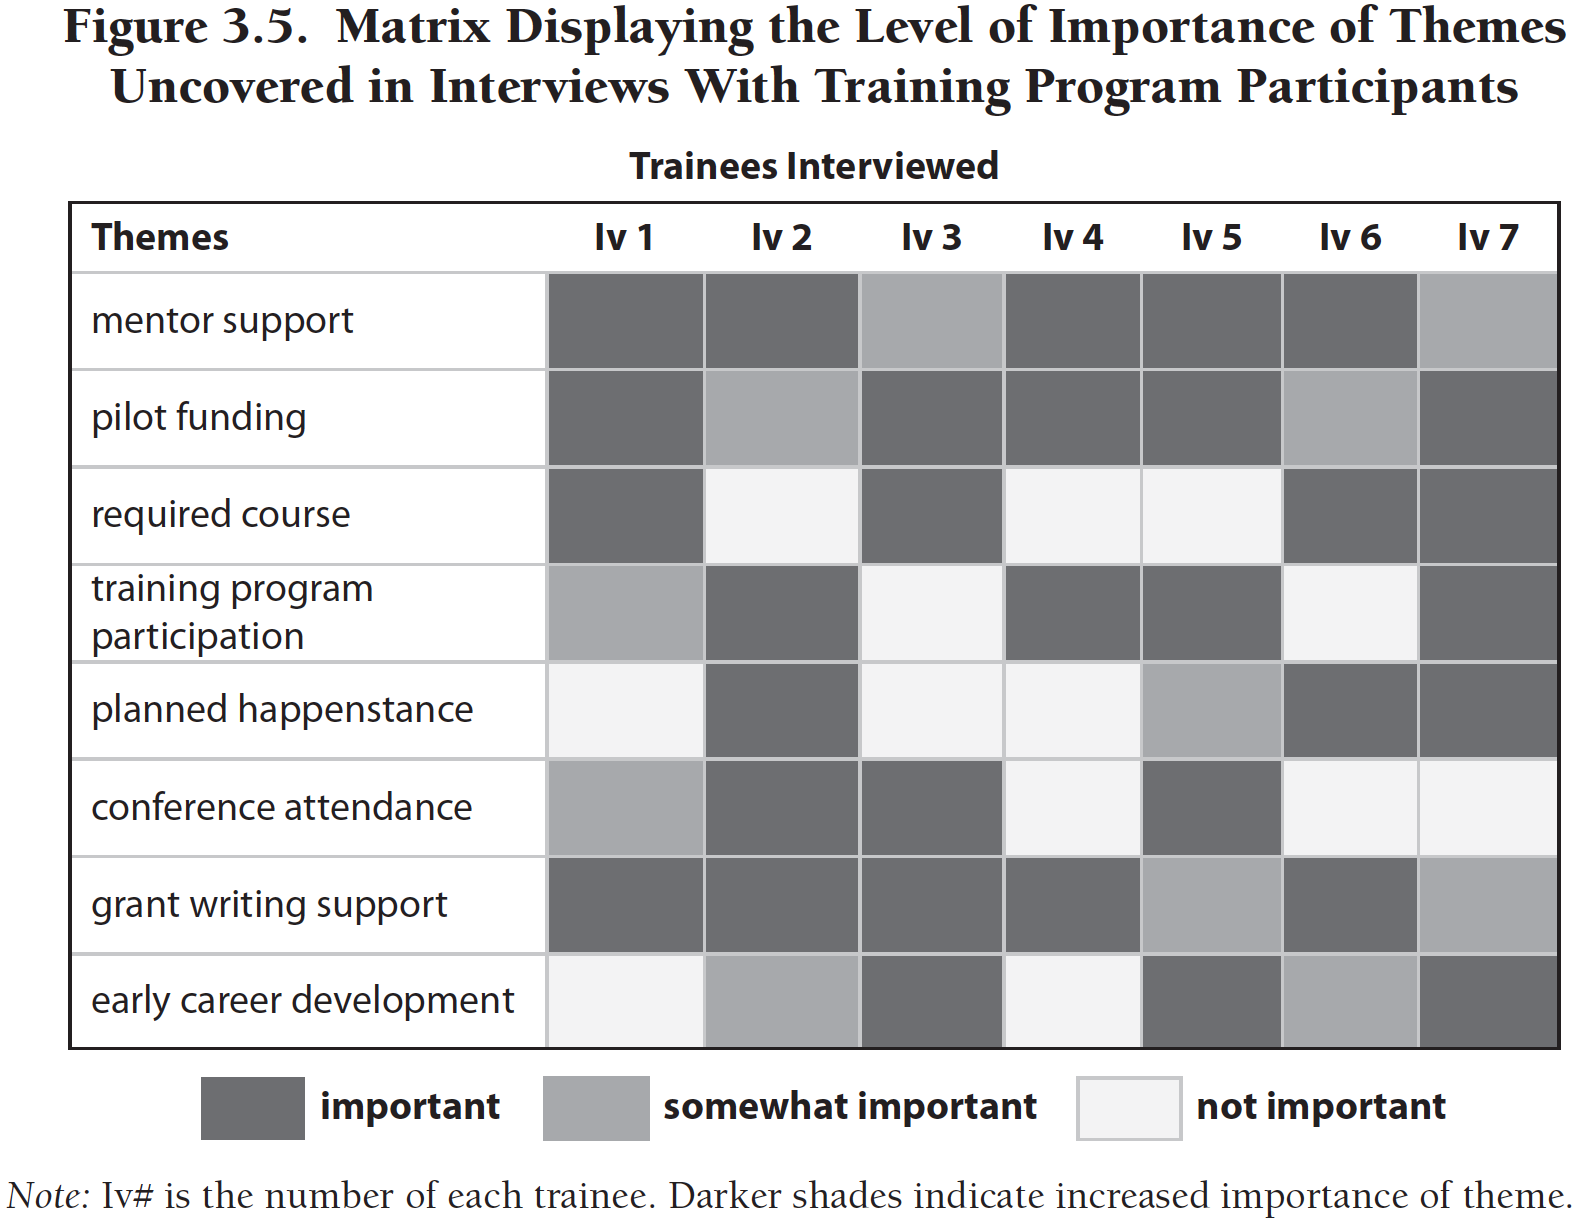 Figure 3.5. Matrix Displaying the Level of Importance of Themes
Uncovered in Interviews With Training Program Participants
Trainees Interviewed
Themes Iv 1 Iv 2 Iv 3 Iv 4 Iv 5 Iv 6 Iv 7
mentor support
pilot funding
required course
training program
participation
planned happenstance
conference attendance
grant writing support
early career development
important somewhat important not important
Note: Iv# is the number of each trainee. Darker shades indicate increased importance of theme.